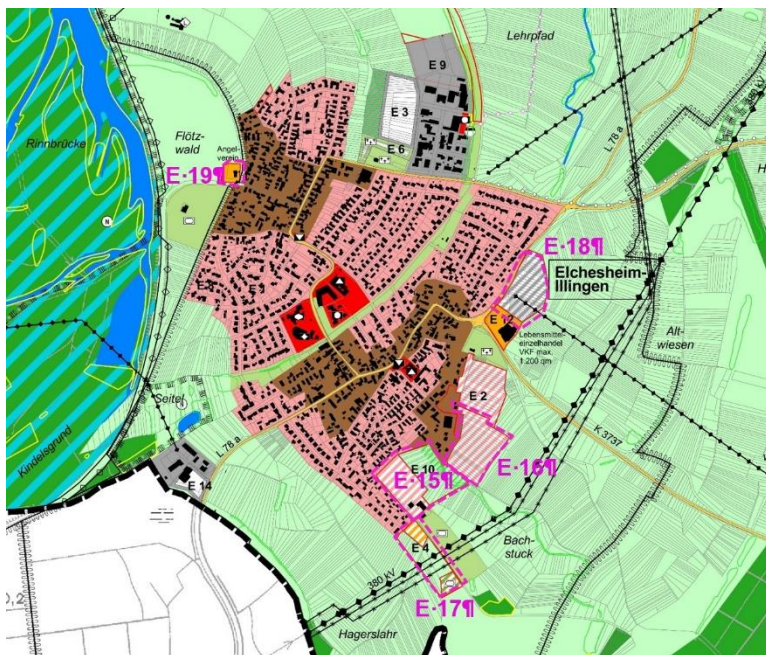 Lehrpfad
E 9
Rinnbrücke
Flötz-
wald
E 3
L 78 a
380 kV
Angel-
verein
E 6
E·19¶
N
E·18¶
Elchesheim-
Illingen
E 12
Lebensmittel-
einzelhandel
VKF max.
1.200 qm
Alt-
wiesen
Seitel
E 2
K 3737
Kindelsgrund
L 78 a
E 10
E·15¶
E·16¶
E 14
E 4
Bach-
stuck
380 kV
E·17¶
Hagerslahr